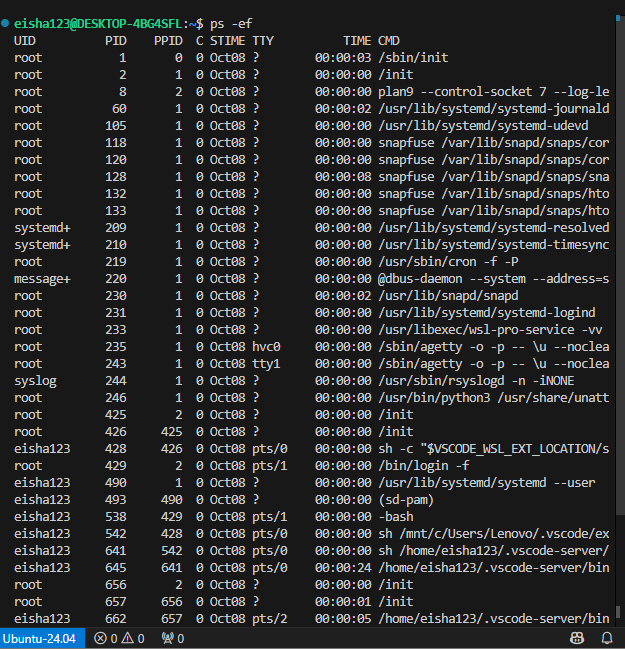 eisha123@DESKTOP-4BG4SFL:~$ ps -ef
UID PID PPID C STIME TTY TIME CMD
root 1 0 0 Oct08 ? 00:00:03 /sbin/init
root 2 1 0 Oct08 ? 00:00:00 /init
root 8 2 0 Oct08 ? 00:00:00 plan9 --control-socket 7 --log-le
root 60 1 0 Oct08 ? 00:00:02 /usr/lib/systemd/systemd-journald
root 105 1 0 Oct08 ? 00:00:00 /usr/lib/systemd/systemd-udevd
root 118 1 0 Oct08 ? 00:00:00 snapfuse /var/lib/snapd/snaps/cor
root 120 1 0 Oct08 ? 00:00:00 snapfuse /var/lib/snapd/snaps/cor
root 128 1 0 Oct08 ? 00:00:08 snapfuse /var/lib/snapd/snaps/sna
root 132 1 0 Oct08 ? 00:00:00 snapfuse /var/lib/snapd/snaps/hto
root 133 1 0 Oct08 ? 00:00:00 snapfuse /var/lib/snapd/snaps/hto
systemd+ 209 1 0 Oct08 ? 00:00:00 /usr/lib/systemd/systemd-resolved
systemd+ 210 1 0 Oct08 ? 00:00:00 /usr/lib/systemd/systemd-timesync
root 219 1 0 Oct08 ? 00:00:00 /usr/sbin/cron -f -P
message+ 220 1 0 Oct08 ? 00:00:00 @dbus-daemon --system --address=s
root 230 1 0 Oct08 ? 00:00:02 /usr/lib/snapd/snapd
root 231 1 0 Oct08 ? 00:00:00 /usr/lib/systemd/systemd-logind
root 233 1 0 Oct08 ? 00:00:00 /usr/libexec/wsl-pro-service -vv
root 235 1 0 Oct08 hvc0 00:00:00 /sbin/agetty -o -p -- \u --noclea
root 243 1 0 Oct08 tty1 00:00:00 /sbin/agetty -o -p -- \u --noclea
syslog 244 1 0 Oct08 ? 00:00:00 /usr/sbin/rsyslogd -n -iNONE
root 246 1 0 Oct08 ? 00:00:00 /usr/bin/python3 /usr/share/unatt
root 425 2 0 Oct08 ? 00:00:00 /init
root 426 425 0 Oct08 ? 00:00:00 /init
eisha123 428 426 0 Oct08 pts/0 00:00:00 sh -c "$VSCODE_WSL_EXT_LOCATION/s
root 429 2 0 Oct08 pts/1 00:00:00 /bin/login -f
eisha123 490 1 0 Oct08 ? 00:00:00 /usr/lib/systemd/systemd --user
eisha123 493 490 0 Oct08 ? 00:00:00 (sd-pam)
eisha123 538 429 0 Oct08 pts/1 00:00:00 -bash
eisha123 542 428 0 Oct08 pts/0 00:00:00 sh /mnt/c/Users/Lenovo/.vscode/ex
eisha123 641 542 0 Oct08 pts/0 00:00:00 sh /home/eisha123/.vscode-server/
eisha123 645 641 0 Oct08 pts/0 00:00:24 /home/eisha123/.vscode-server/bin
root 656 2 0 Oct08 ? 00:00:00 /init
root 657 656 0 Oct08 ? 00:00:01 /init
eisha123 662 657 0 Oct08 pts/2 00:00:05 /home/eisha123/.vscode-server/bin
Ubuntu-24.04 0 0 0